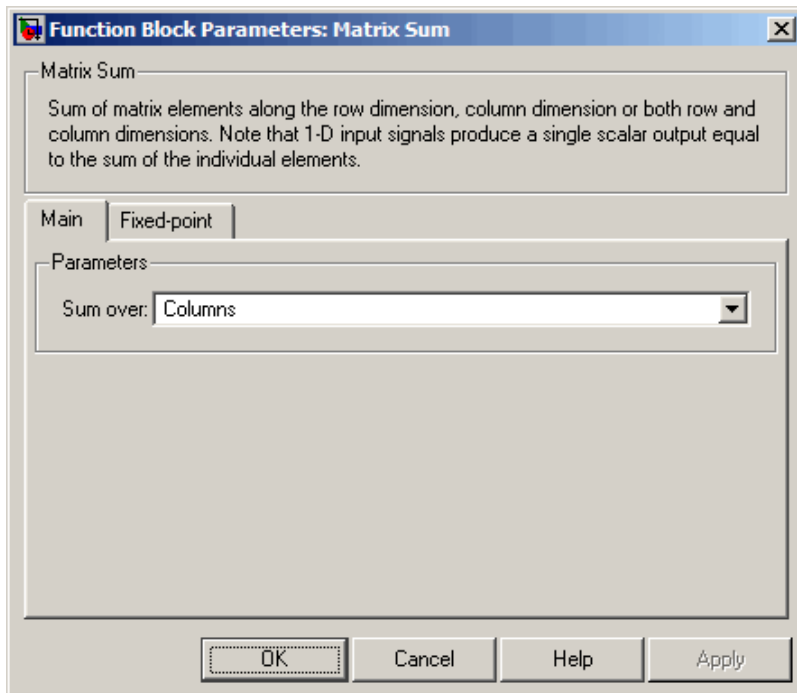 Function Block Parameters: Matrix Sum
Matrix Sum
Sum of matrix elements along the row dimension, column dimension or both row and
column dimensions. Note that 1-D input signals produce a single scalar output equal
to the sum of the individual elements.
Main Fixed-point
Parameters
Sum over: Columns
OK Cancel Help Apply